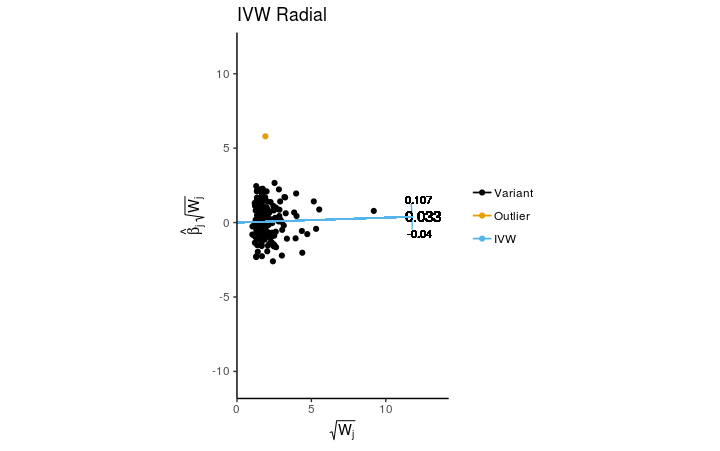 IVW Radial
10
5
0
-5
-10
β̂j√Wj
0.107
0.033
-0.04
Variant
Outlier
IVW
0 5 10
√Wj